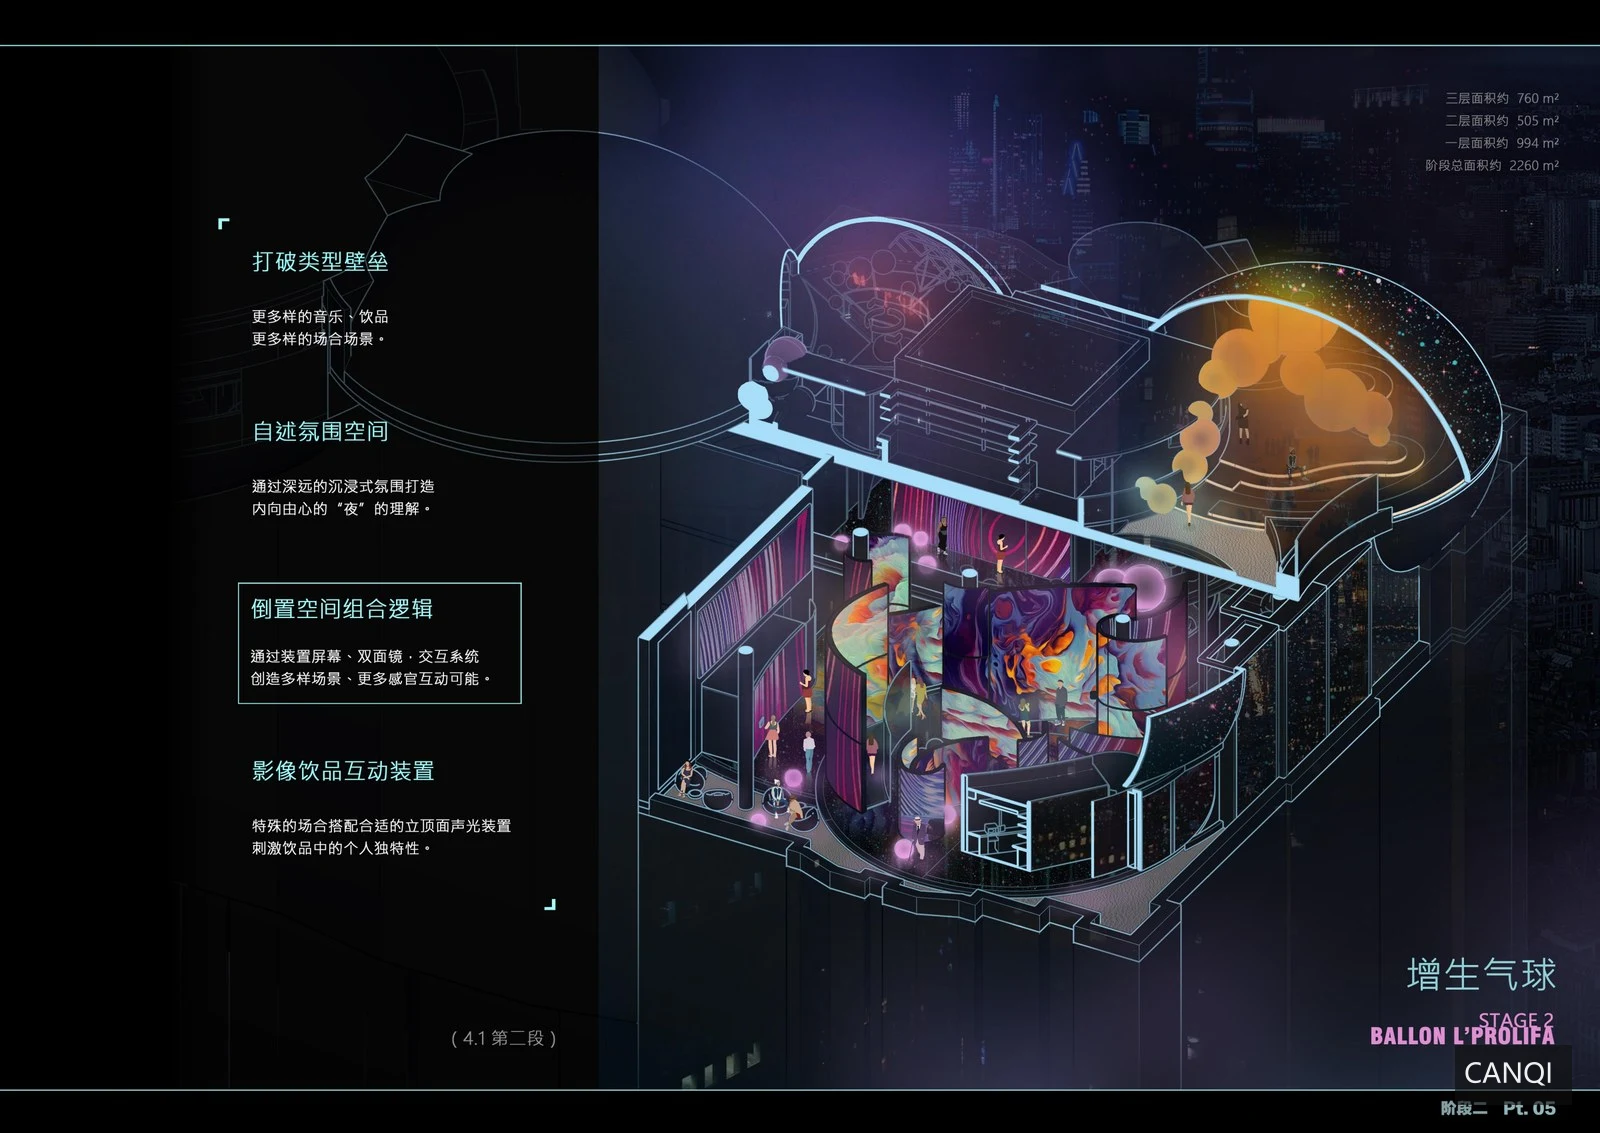 三层面积约 760 m²
二层面积约 505 m²
一层面积约 994 m²
阶段总面积约 2260 m²
打破类型壁垒
更多样的音乐、饮品
更多样的场合场景。
自述氛围空间
通过深远的沉浸式氛围打造
内向由心的“夜”的理解。
倒置空间组合逻辑
通过装置屏幕、双面镜·交互系统
创造多样场景、更多感官互动可能。
影像饮品互动装置
特殊的场合搭配合适的立顶面声光装置
刺激饮品中的个人独特性。
(4.1 第二段)
增生气球
STAGE 2
BALLON L'PROLIFA
CANQI
阶段二 Pt. 05